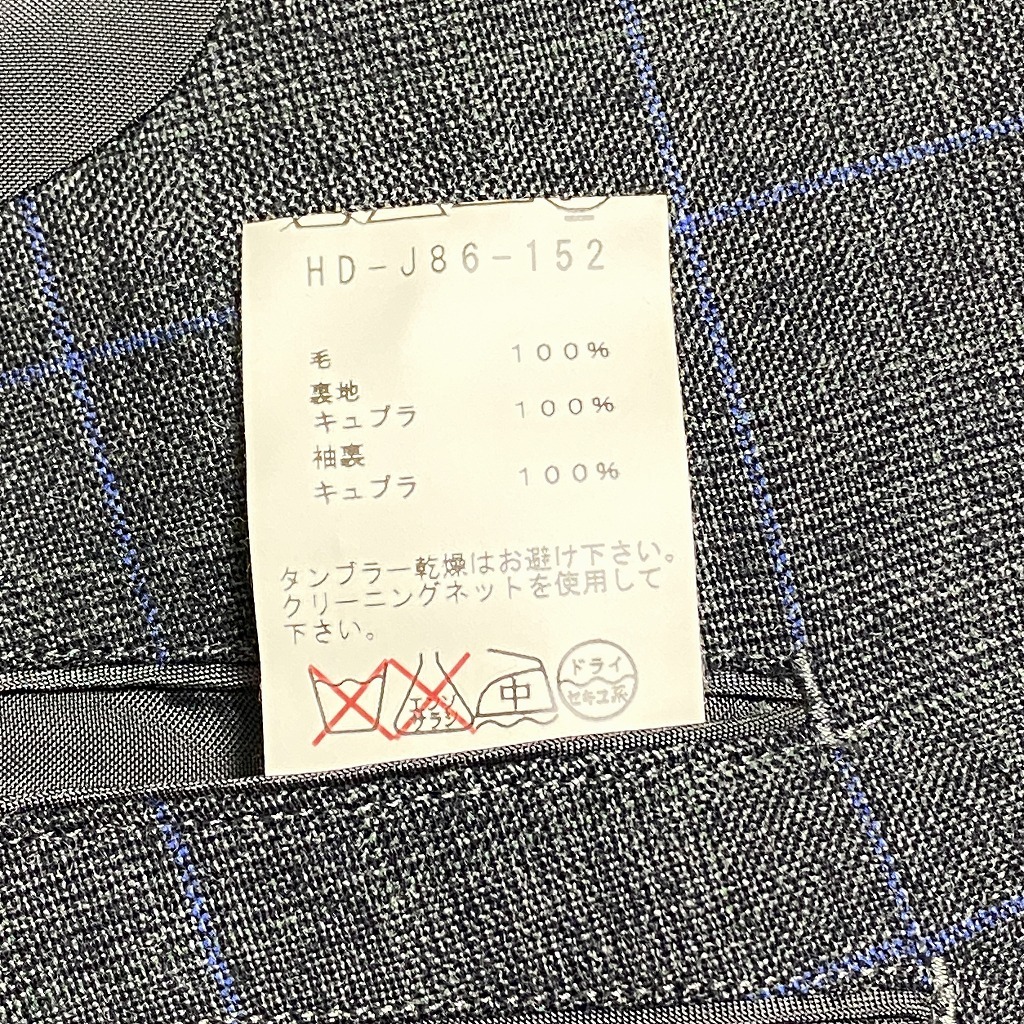 HD-J86-152
毛 100%
裏地
キュプラ 100%
袖裏
キュプラ 100%
タンブラー乾燥はお避け下さい。
クリーニングネットを使用して
下さい。
エンソ
サラシ
中
ドライ
セキユ系